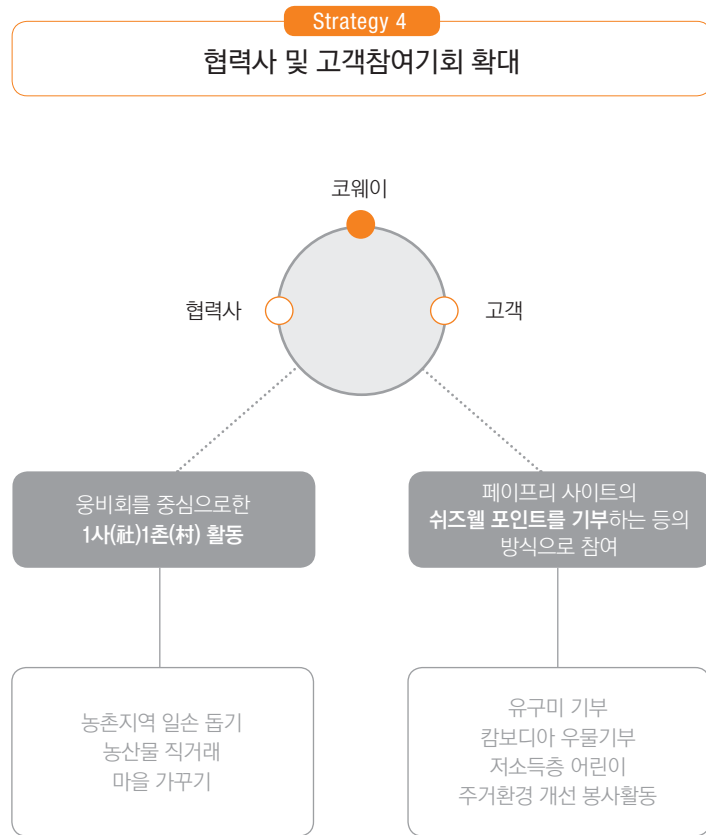 Strategy 4
협력사 및 고객참여기회 확대
코웨이
협력사
고객
웅비회를 중심으로한
1사(社)1촌(村) 활동
페이프리 사이트의
쉬즈웰 포인트를 기부하는 등의
방식으로 참여
농촌지역 일손 돕기
농산물 직거래
마을 가꾸기
유구미 기부
캄보디아 우물기부
저소득층 어린이
주거환경 개선 봉사활동